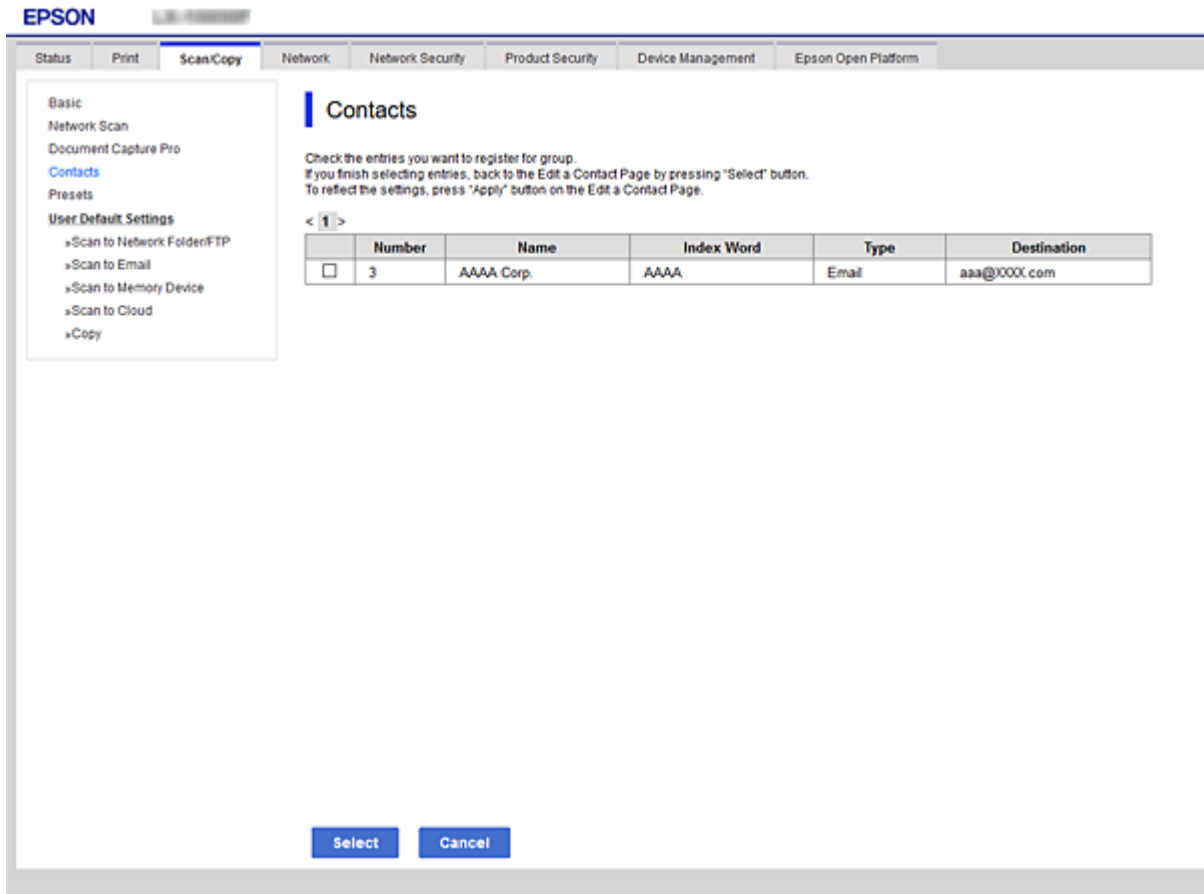 EPSON
Status Print Scan/Copy Network Network Security Product Security Device Management Epson Open Platform
Basic
Network Scan
Document Capture Pro
Contacts
Presets
User Default Settings
»Scan to Network Folder/FTP
»Scan to Email
»Scan to Memory Device
»Scan to Cloud
»Copy
Contacts
Check the entries you want to register for group.
If you finish selecting entries, back to the Edit a Contact Page by pressing "Select" button.
To reflect the settings, press "Apply" button on the Edit a Contact Page.
< 1 >
Number Name Index Word Type Destination
3 AAAA Corp. AAAA Email aaa@XXXX.com
Select Cancel